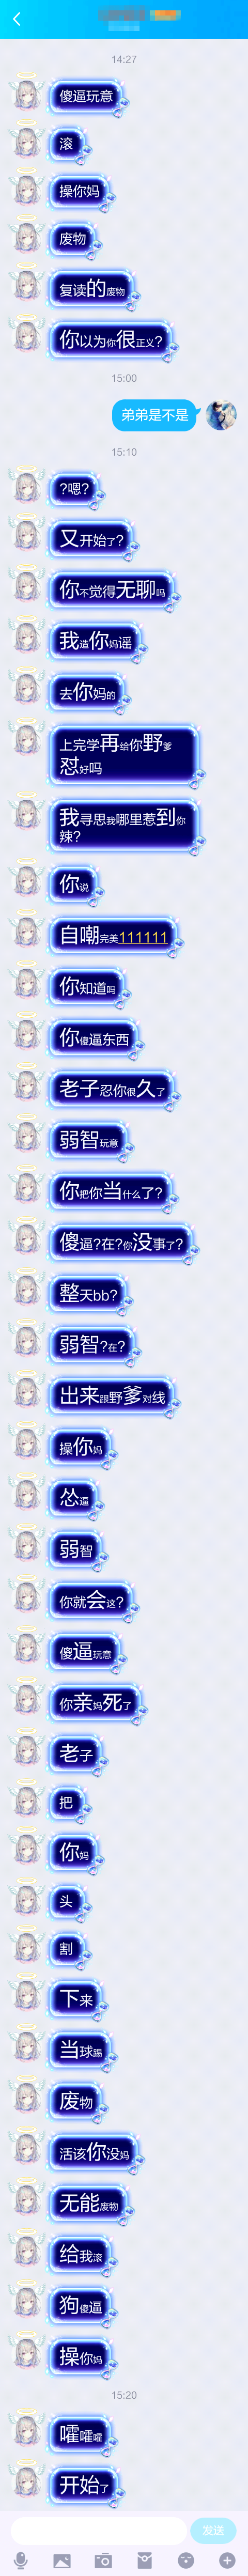 14:27
傻逼玩意
滚
操你妈
废物
复读的废物
你以为你很正义?
15:00
弟弟是不是
15:10
?嗯?
又开始了?
你不觉得无聊吗
我造你妈谣
去你妈的
上完学再给你野爹
怼好吗
我寻思我哪里惹到你
辣?
你说
自嘲完美111111
你知道吗
你傻逼东西
老子忍你很久了
弱智玩意
你把你当什么了?
傻逼?在?你没事了?
整天bb?
弱智?在?
出来跟野爹对线
操你妈
怂逼
弱智
你就会这?
傻逼玩意
你亲妈死了
老子
把
你妈
头
割
下来
当球踢
废物
活该你没妈
无能废物
给我滚
狗傻逼
操你妈
15:20
嚯嚯嚯
开始了
发送